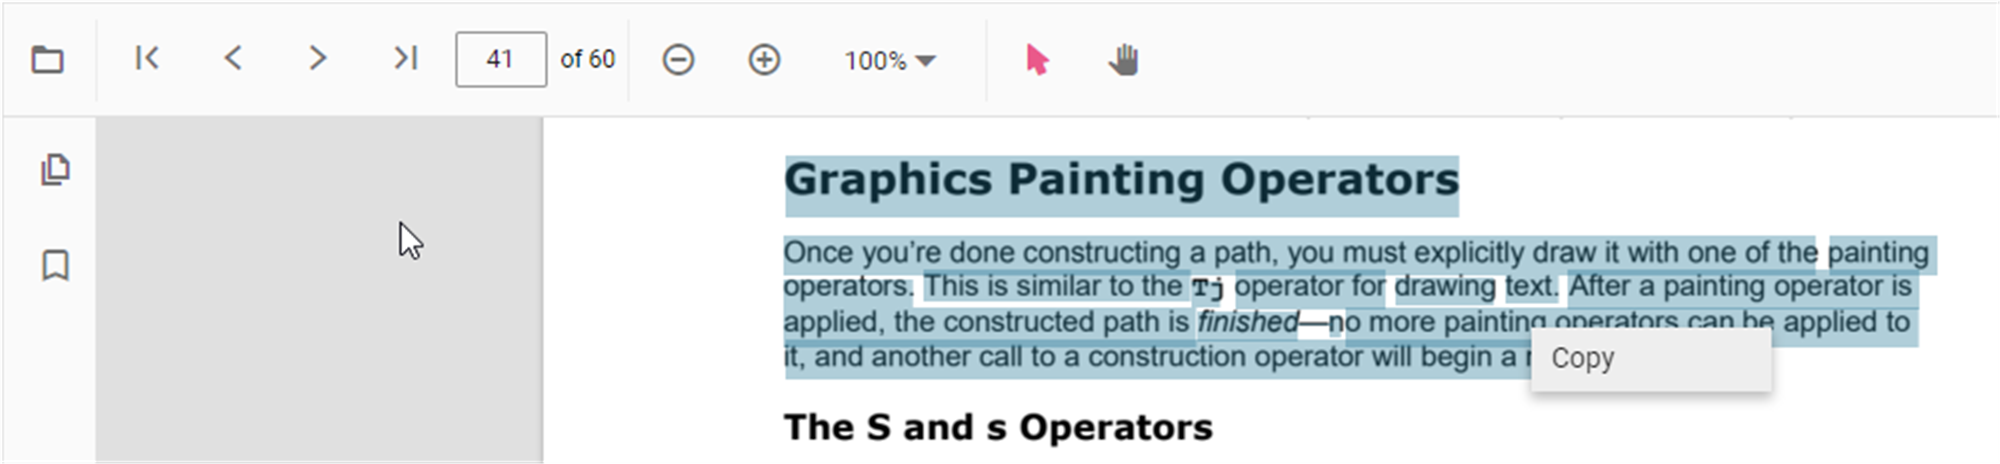 41 of 60 100%
Graphics Painting Operators
Once you're done constructing a path, you must explicitly draw it with one of the painting
operators. This is similar to the Tj operator for drawing text. After a painting operator is
applied, the constructed path is finished—no more painting operators can be applied to
it, and another call to a construction operator will begin a
Copy
The S and s Operators